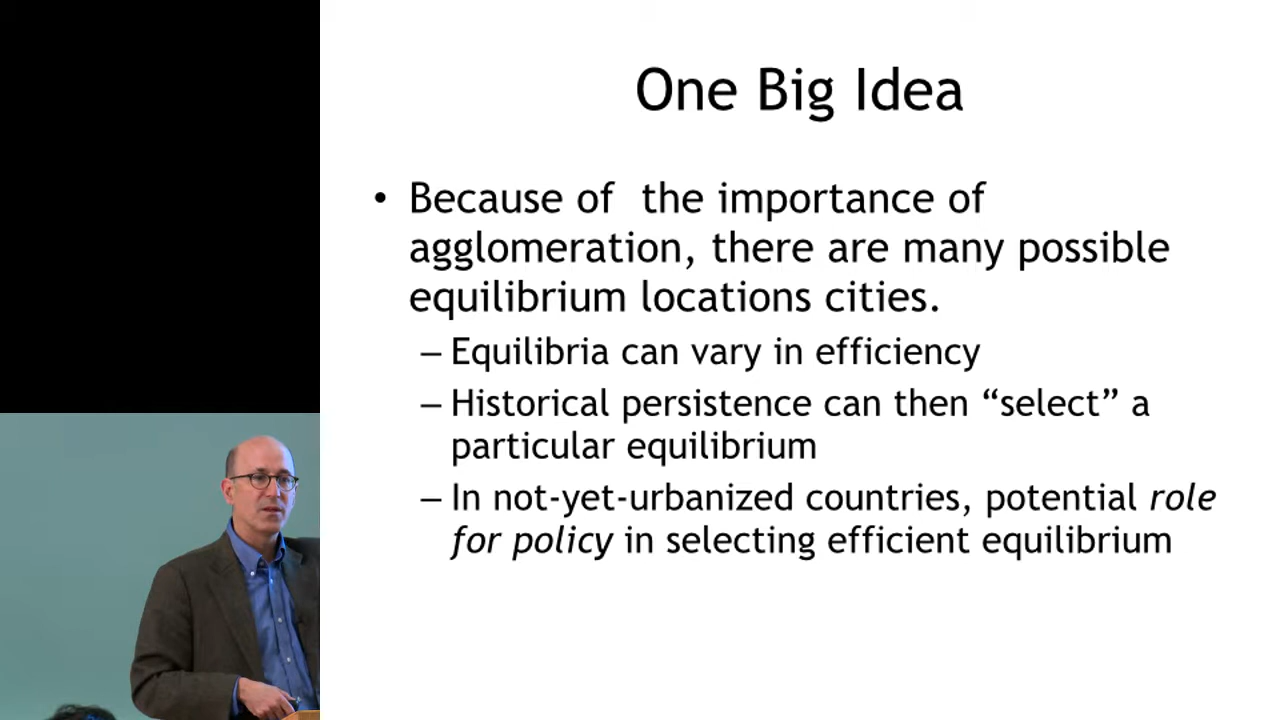 One Big Idea
• Because of  the importance of
agglomeration, there are many possible
equilibrium locations cities.
– Equilibria can vary in efficiency
– Historical persistence can then “select” a
particular equilibrium
– In not-yet-urbanized countries, potential role
for policy in selecting efficient equilibrium